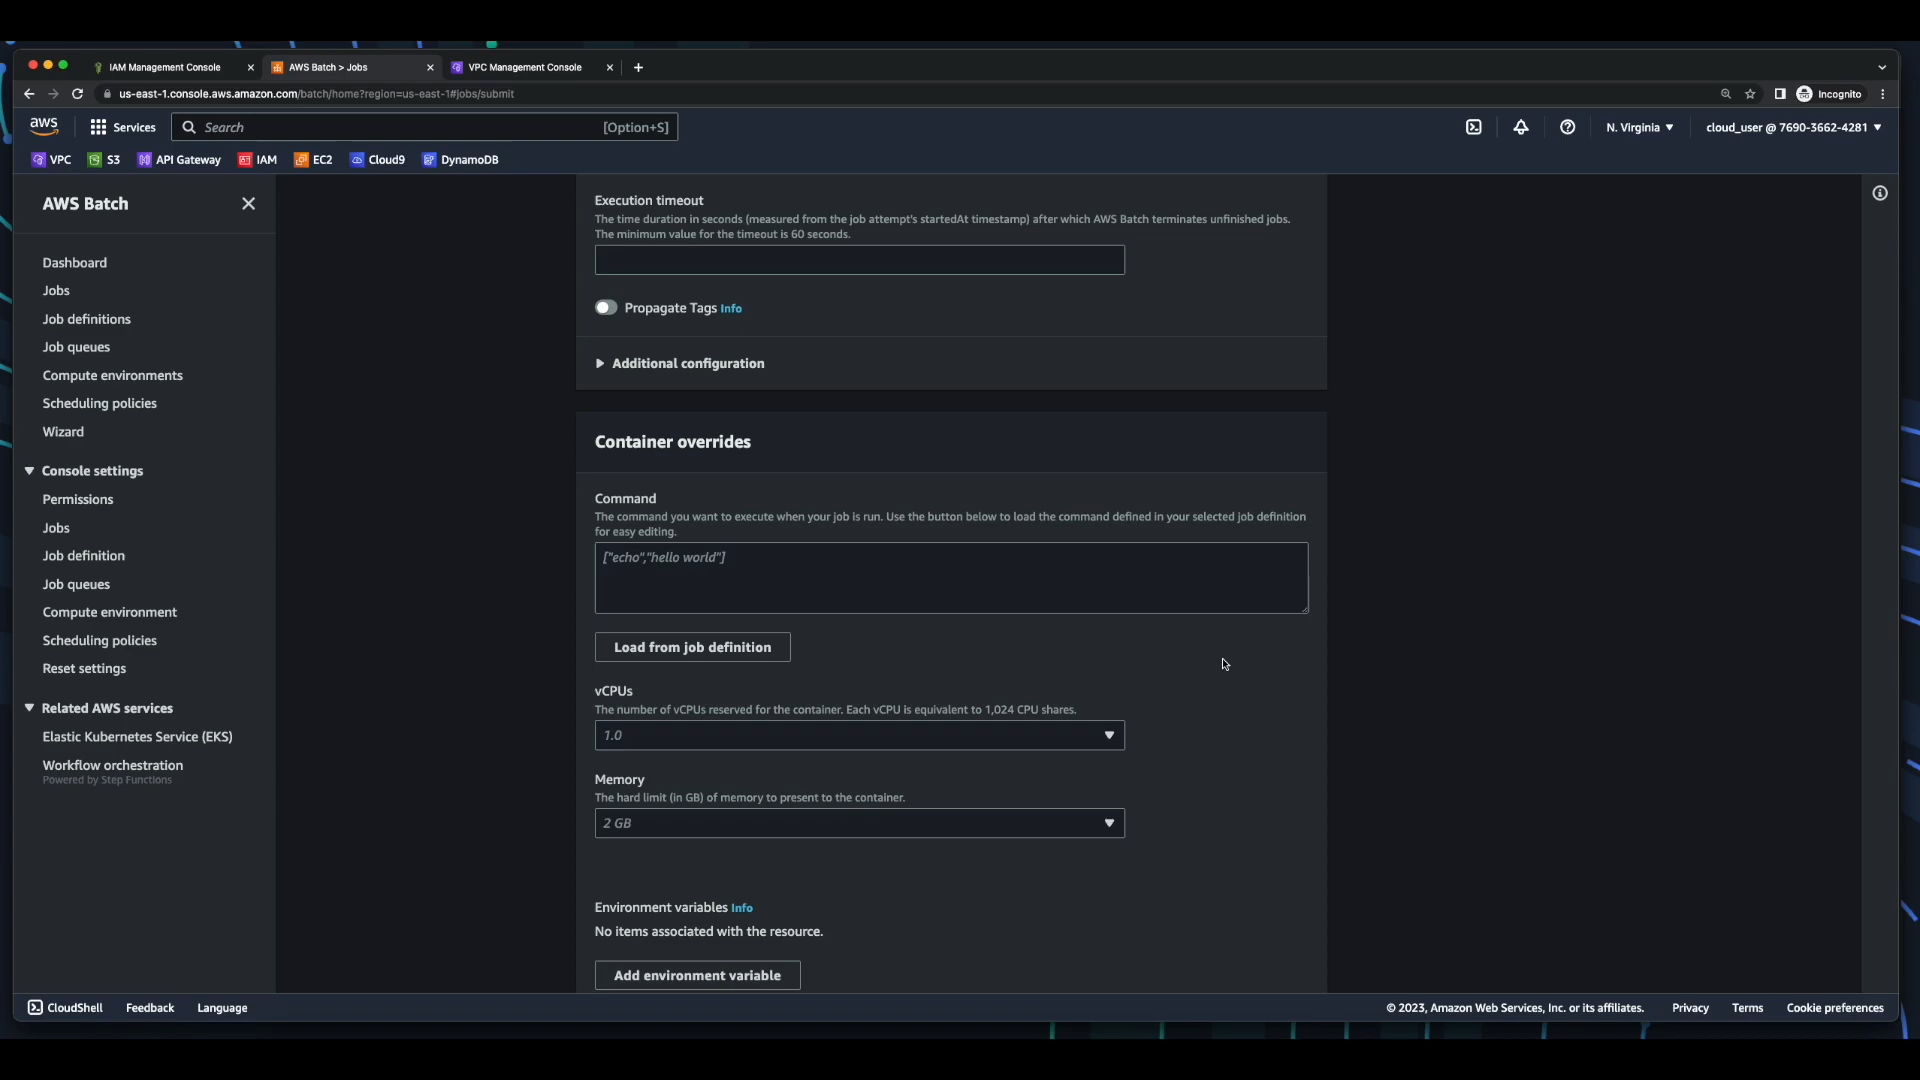 IAM Management Console
AWS Batch > Jobs
VPC Management Console
us-east-1.console.aws.amazon.com/batch/home?region=us-east-1#jobs/submit
Incognito
aws
Services
Search
[Option+S]
N. Virginia
cloud_user @ 7690-3662-4281
VPC
S3
API Gateway
IAM
EC2
Cloud9
DynamoDB
AWS Batch
Dashboard
Jobs
Job definitions
Job queues
Compute environments
Scheduling policies
Wizard
Console settings
Permissions
Jobs
Job definition
Job queues
Compute environment
Scheduling policies
Reset settings
Related AWS services
Elastic Kubernetes Service (EKS)
Workflow orchestration
Powered by Step Functions
Execution timeout
The time duration in seconds (measured from the job attempt's startedAt timestamp) after which AWS Batch terminates unfinished jobs.
The minimum value for the timeout is 60 seconds.
Propagate Tags Info
Additional configuration
Container overrides
Command
The command you want to execute when your job is run. Use the button below to load the command defined in your selected job definition
for easy editing.
["echo","hello world"]
Load from job definition
vCPUs
The number of vCPUs reserved for the container. Each vCPU is equivalent to 1,024 CPU shares.
1.0
Memory
The hard limit (in GB) of memory to present to the container.
2 GB
Environment variables Info
No items associated with the resource.
Add environment variable
CloudShell
Feedback
Language
© 2023, Amazon Web Services, Inc. or its affiliates.
Privacy
Terms
Cookie preferences